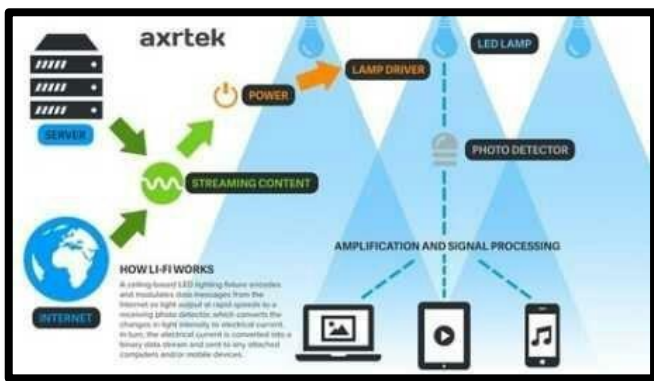 axrtek
LED LAMP
LAMP DRIVER
POWER
SERVER
PHOTO DETECTOR
STREAMING CONTENT
AMPLIFICATION AND SIGNAL PROCESSING
HOW LI-FI WORKS
A ceiling based LED lighting fixture encodes
and modulates data messages from the
Internet so light output at rapid speeds to a
receiving photo detector, which converts the
changes in light intensity to electrical current.
In turn, the electrical current is converted into a
binary data stream and sent to any attached
computers and/or mobile devices.
INTERNET